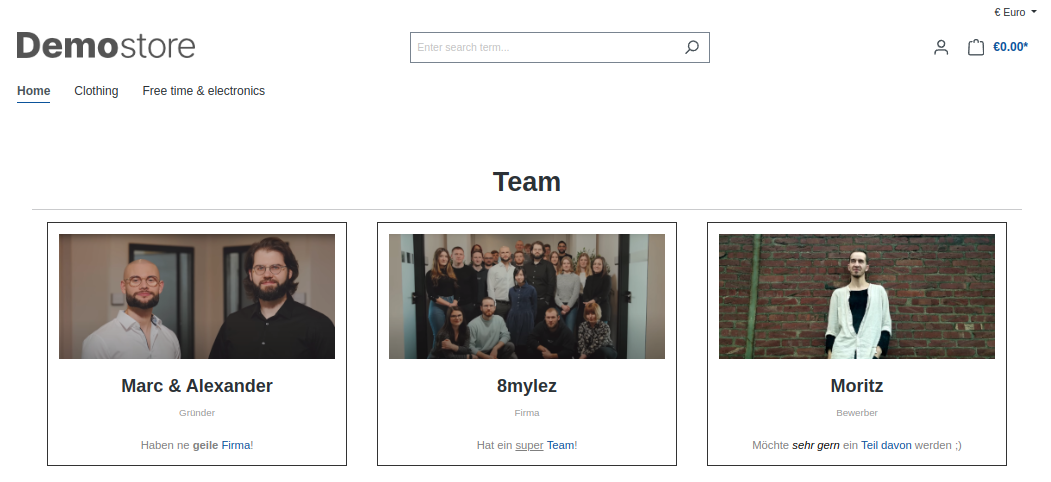 € Euro
Demostore
Enter search term...
€0.00*
Home Clothing Free time & electronics
Team
Marc & Alexander
Gründer
Haben ne geile Firma!
8mylez
Firma
Hat ein super Team!
Moritz
Bewerber
Möchte sehr gern ein Teil davon werden ;)